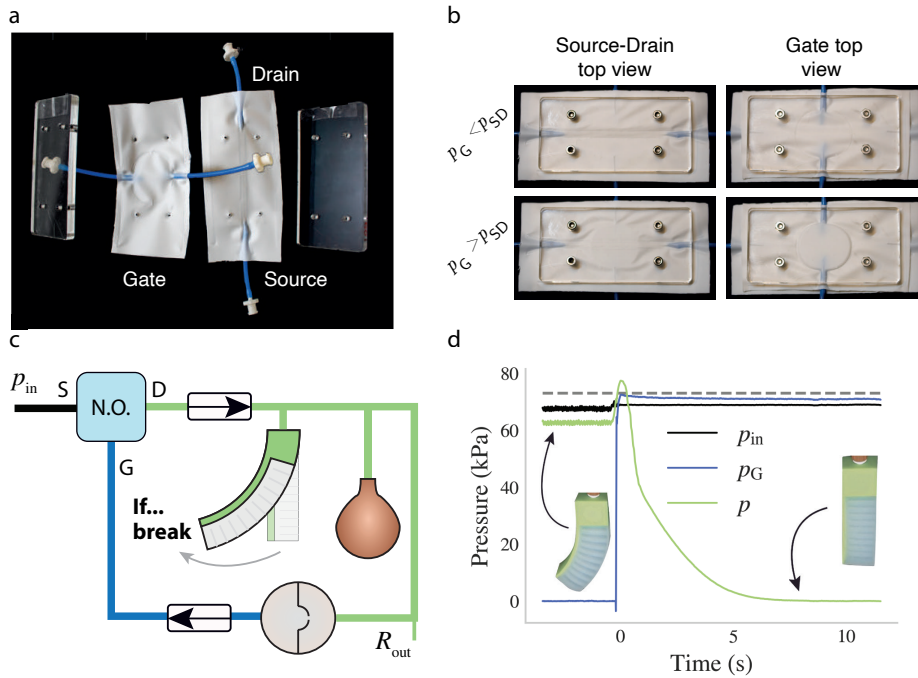 a
Drain
Gate
Source
b
Source-Drain
top view
Gate top
view
p_G < p_SD
p_G > p_SD
c
p_in
S
N.O.
D
G
If...
break
R_out
d
80
60
40
20
0
Pressure (kPa)
p_in
p_G
p
0
5
10
Time (s)